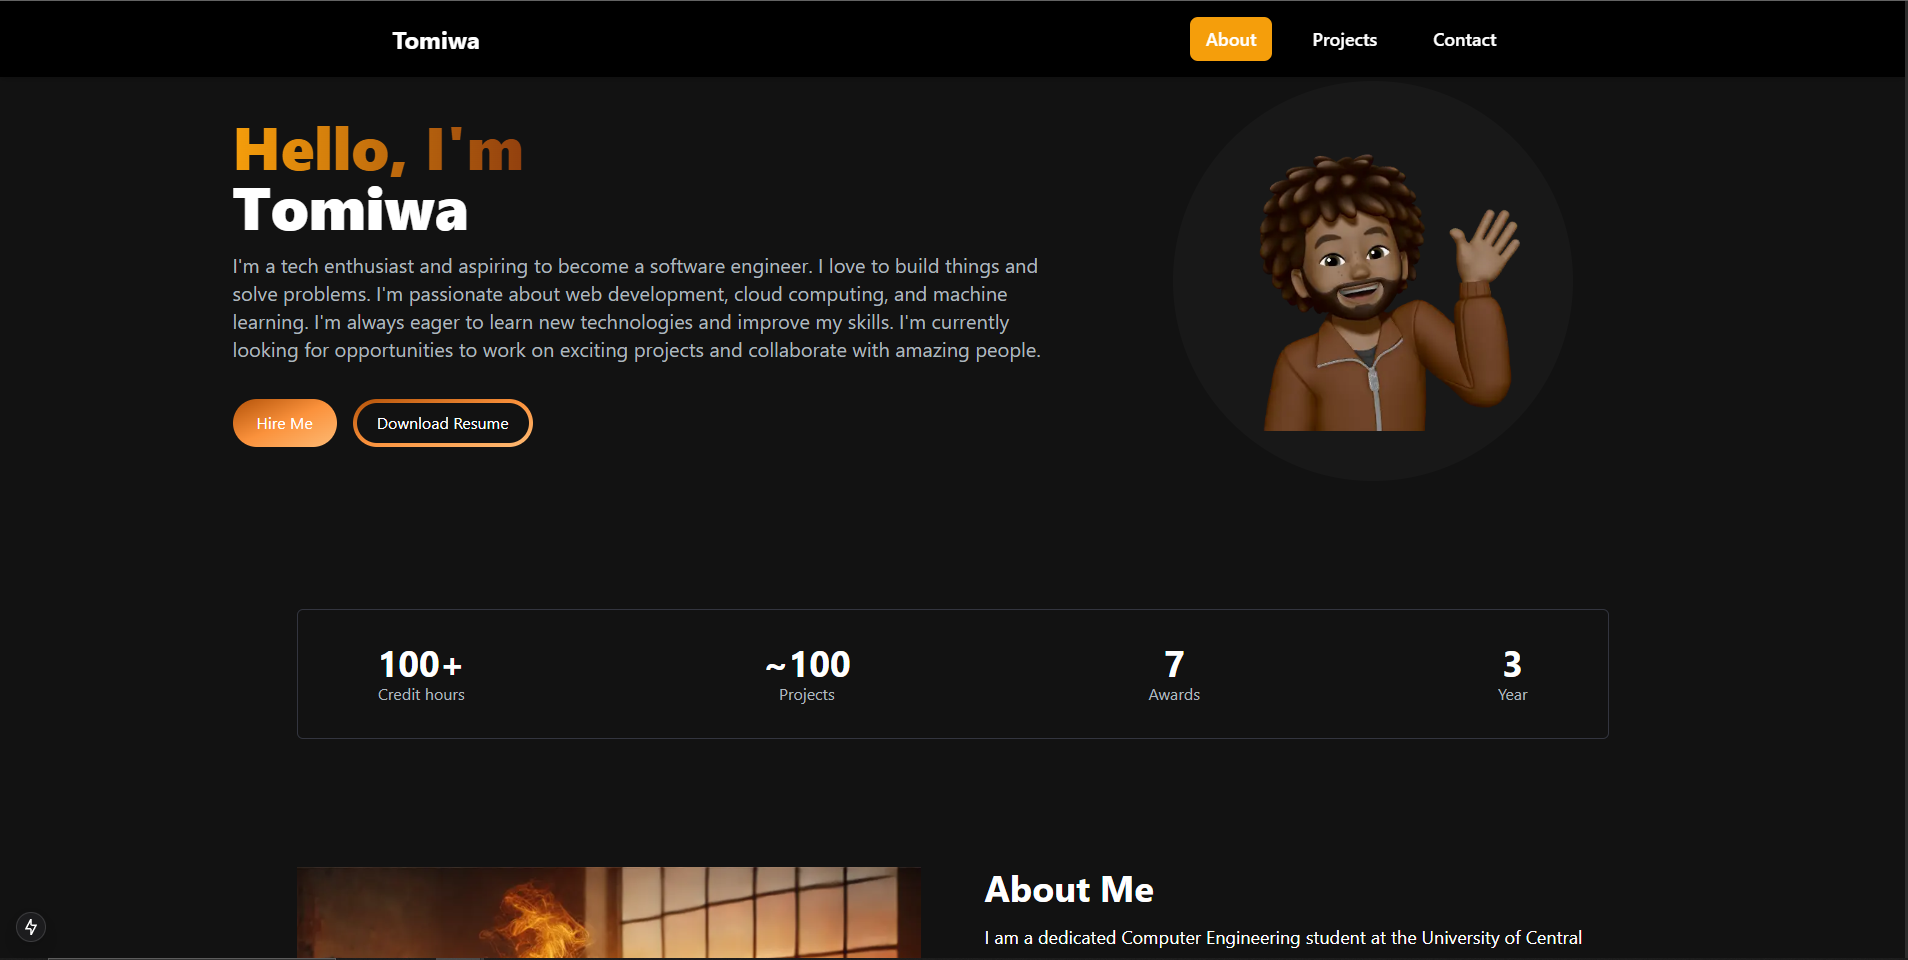 Tomiwa
About
Projects
Contact
Hello, I'm
Tomiwa
I'm a tech enthusiast and aspiring to become a software engineer. I love to build things and
solve problems. I'm passionate about web development, cloud computing, and machine
learning. I'm always eager to learn new technologies and improve my skills. I'm currently
looking for opportunities to work on exciting projects and collaborate with amazing people.
Hire Me
Download Resume
100+
Credit hours
~100
Projects
7
Awards
3
Year
About Me
I am a dedicated Computer Engineering student at the University of Central